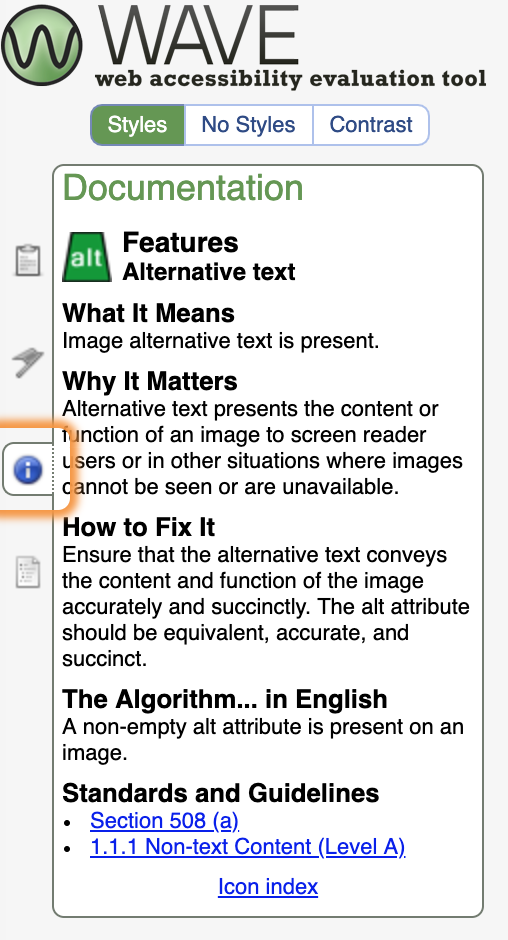 WAVE
web accessibility evaluation tool
Styles No Styles Contrast
Documentation
alt
Features
Alternative text
What It Means
Image alternative text is present.
Why It Matters
Alternative text presents the content or
function of an image to screen reader
users or in other situations where images
cannot be seen or are unavailable.
How to Fix It
Ensure that the alternative text conveys
the content and function of the image
accurately and succinctly. The alt attribute
should be equivalent, accurate, and
succinct.
The Algorithm... in English
A non-empty alt attribute is present on an
image.
Standards and Guidelines
• Section 508 (a)
• 1.1.1 Non-text Content (Level A)
Icon index